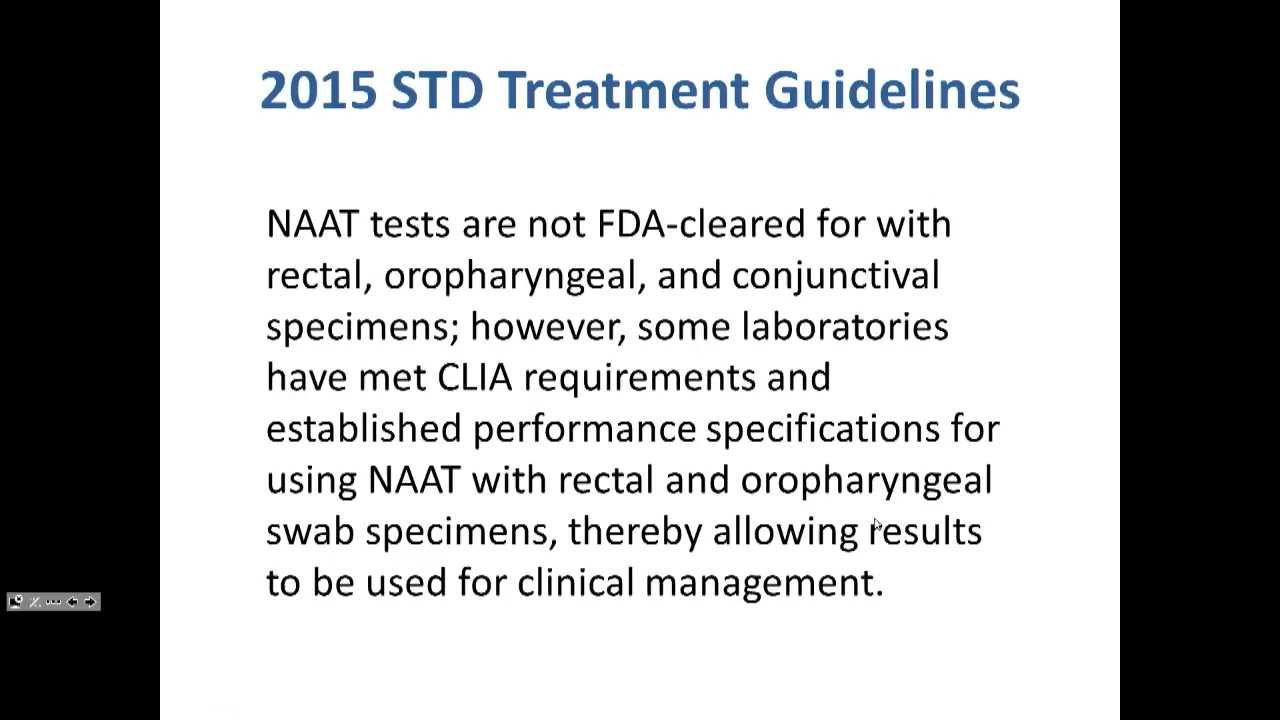 2015 STD Treatment Guidelines
NAAT tests are not FDA-cleared for with
rectal, oropharyngeal, and conjunctival
specimens; however, some laboratories
have met CLIA requirements and
established performance specifications for
using NAAT with rectal and oropharyngeal
swab specimens, thereby allowing results
to be used for clinical management.